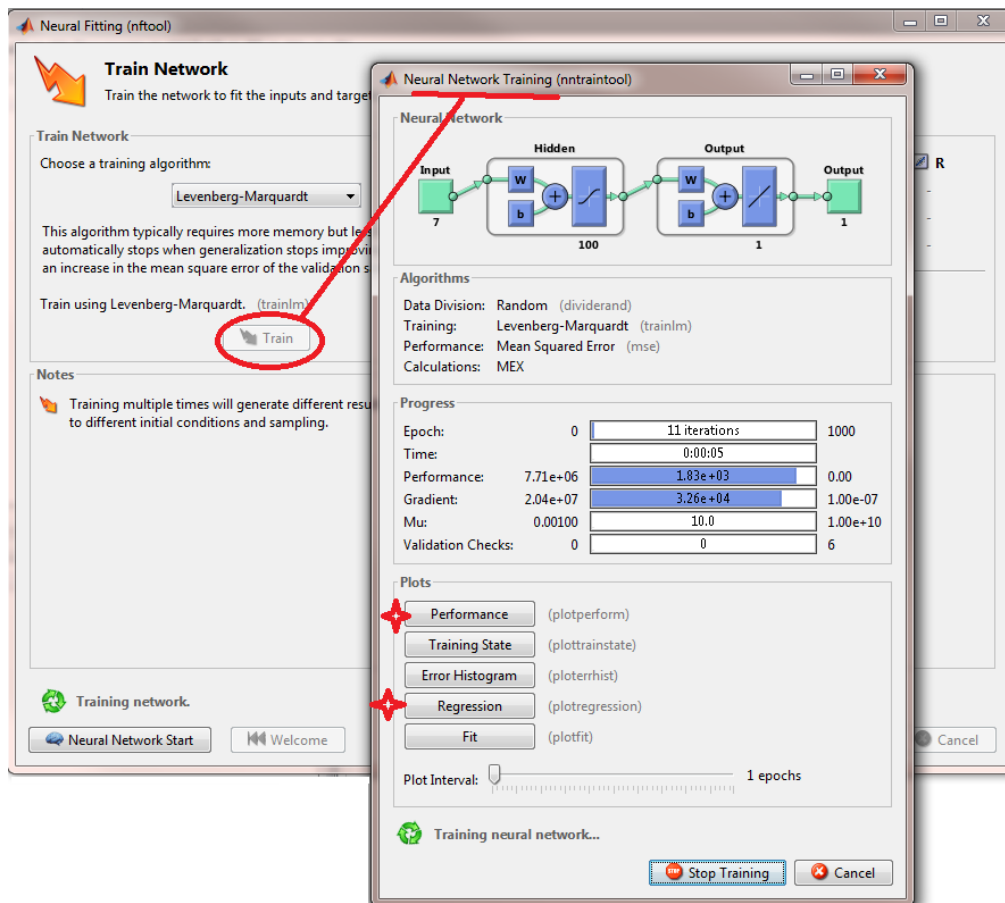 Neural Fitting (nftool)
Train Network
Train the network to fit the inputs and target
Train Network
Choose a training algorithm:
Levenberg-Marquardt
This algorithm typically requires more memory but
automatically stops when generalization stops
an increase in the mean square error of the validation
Train using Levenberg-Marquardt. (trainlm)
Train
Notes
Training multiple times will generate different
to different initial conditions and sampling.
Training network.
Neural Network Start
Welcome
R
-
-
-
Cancel
Neural Network Training (nntraintool)
Neural Network
Hidden Output
Input Output
W W
+ +
b b
7 1
100 1
Algorithms
Data Division: Random (dividerand)
Training: Levenberg-Marquardt (trainlm)
Performance: Mean Squared Error (mse)
Calculations: MEX
Progress
Epoch: 0 11 iterations 1000
Time: 0:00:05
Performance: 7.71e+06 1.83e+03 0.00
Gradient: 2.04e+07 3.26e+04 1.00e-07
Mu: 0.00100 10.0 1.00e+10
Validation Checks: 0 0 6
Plots
Performance (plotperform)
Training State (plottrainstate)
Error Histogram (ploterrhist)
Regression (plotregression)
Fit (plotfit)
Plot Interval: 1 epochs
Training neural network...
Stop Training
Cancel